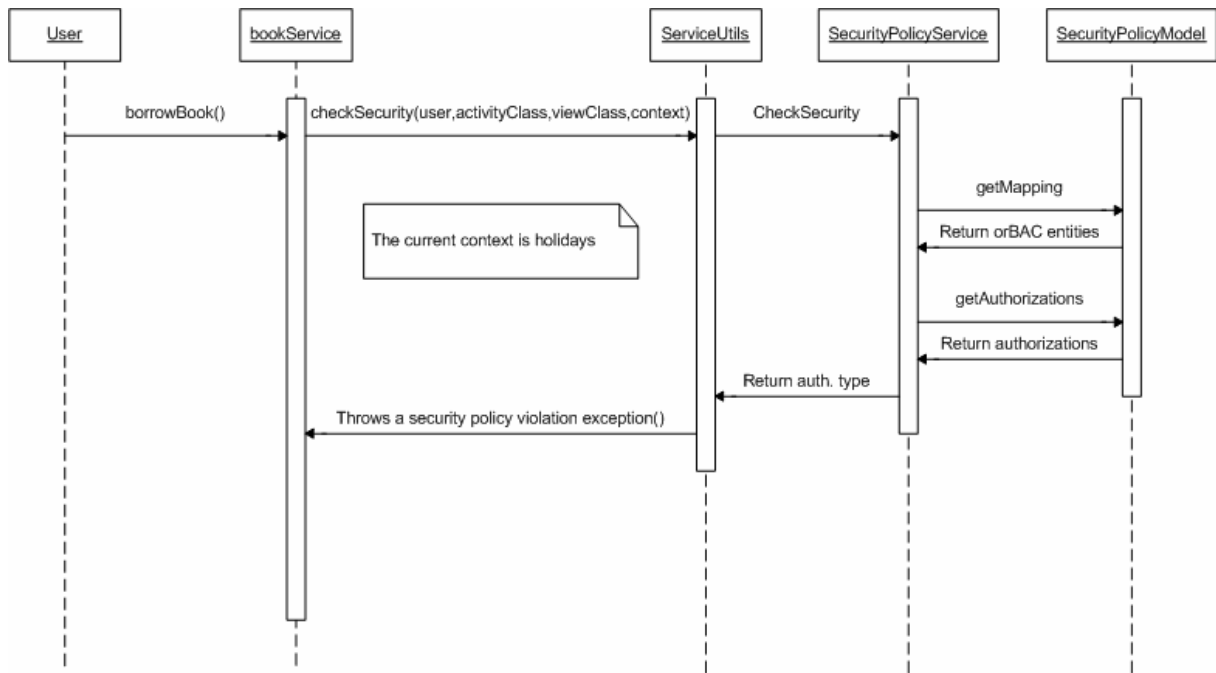 User
bookService
ServiceUtils
SecurityPolicyService
SecurityPolicyModel
borrowBook()
checkSecurity(user,activityClass,viewClass,context)
CheckSecurity
getMapping
The current context is holidays
Return orBAC entities
getAuthorizations
Return authorizations
Return auth. type
Throws a security policy violation exception()